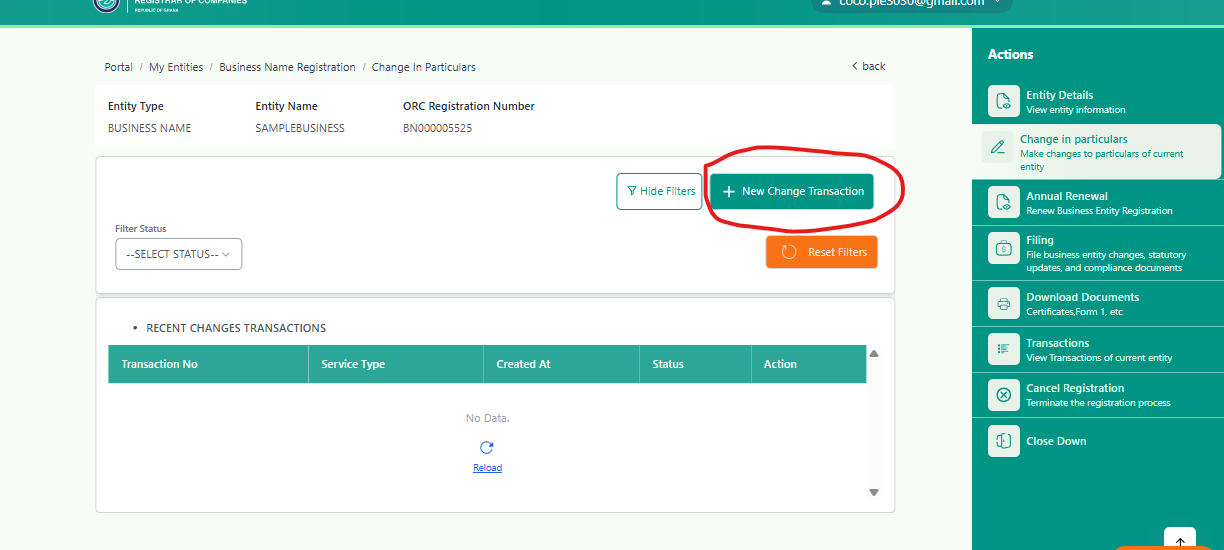 REGISTRAR OF COMPANIES
REPUBLIC OF GHANA
coco.pie3030@gmail.com
Portal / My Entities / Business Name Registration / Change In Particulars
back
Entity Type
Entity Name
ORC Registration Number
BUSINESS NAME
SAMPLEBUSINESS
BN000005525
Hide Filters
New Change Transaction
Filter Status
--SELECT STATUS--
Reset Filters
RECENT CHANGES TRANSACTIONS
Transaction No
Service Type
Created At
Status
Action
No Data.
Reload
Actions
Entity Details
View entity information
Change in particulars
Make changes to particulars of current
entity
Annual Renewal
Renew Business Entity Registration
Filing
File business entity changes, statutory
updates, and compliance documents
Download Documents
Certificates,Form 1, etc
Transactions
View Transactions of current entity
Cancel Registration
Terminate the registration process
Close Down